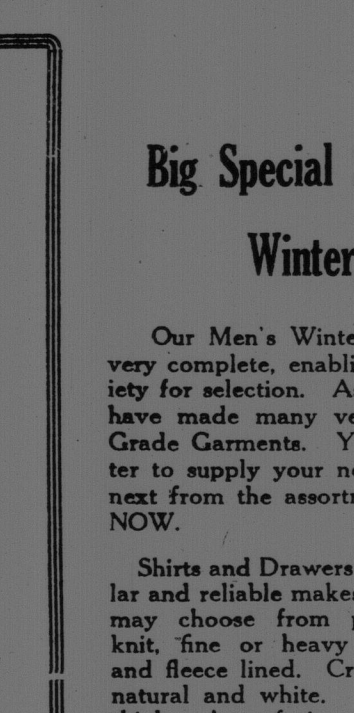 Big Special
Winter
Our Men's Winte
very complete, enabli
iety for selection. A
have made many ve
Grade Garments. Y
ter to supply your ne
next from the assort
NOW.
Shirts and Drawers
lar and reliable makes
may choose from
knit, fine or heavy
and fleece lined. Cr
natural and white.